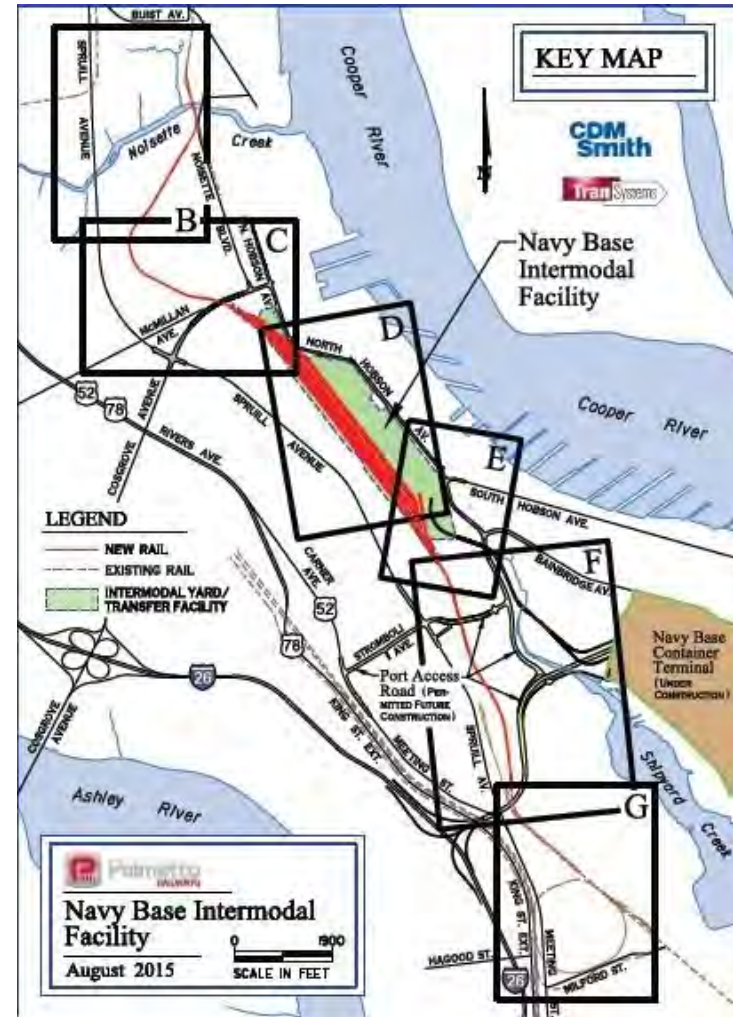 BUIST AV.
KEY MAP
CDM
Smith
TranSystems
N
Cooper
River
SPRUILL
AVENUE
Noisette
Creek
NOISETTE
BLVD.
N. HOBSON
AV.
B
C
Navy Base
Intermodal
Facility
McMILLAN
AVE.
D
NORTH
HOBSON
AV.
52
78
COSGROVE
AVENUE
RIVERS AVE.
SPRUILL
AVENUE
Cooper
River
E
SOUTH HOBSON AVE.
BAINBRIDGE AV.
F
LEGEND
NEW RAIL
EXISTING RAIL
INTERMODAL YARD/
TRANSFER FACILITY
CARNER
AVE.
52
78
STROMBOLI
AVE.
Port Access
Road (PER-
MITTED FUTURE
CONSTRUCTION)
Navy Base
Container
Terminal
(UNDER
CONSTRUCTION)
26
COSGROVE
AVENUE
KING ST. EXT.
MEETING ST.
SPRUILL AV.
Shipyard
Creek
Ashley River
G
Palmetto
RAILWAYS
Navy Base Intermodal
Facility
August 2015
0 900
SCALE IN FEET
KING ST. EXT.
MEETING
ST.
HAGOOD ST.
26
MILFORD ST.